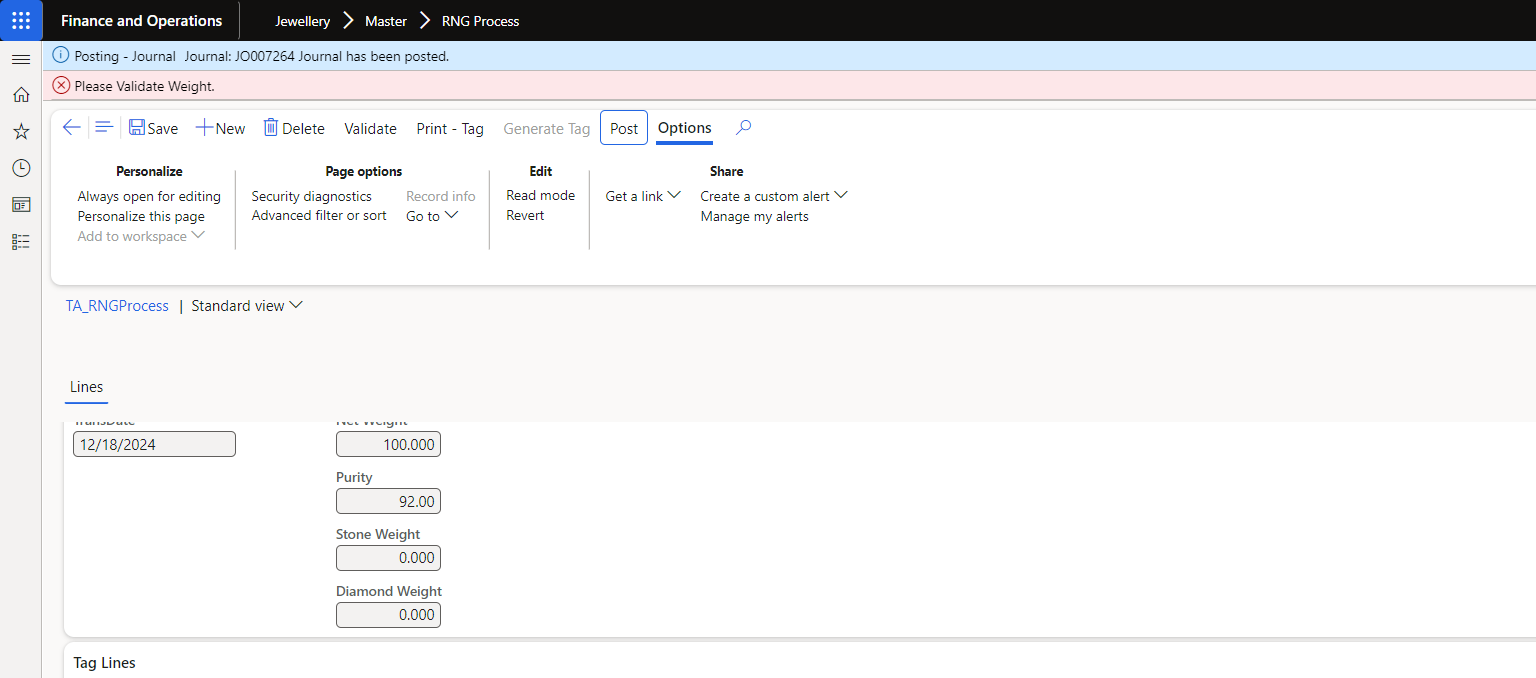 Finance and Operations Jewellery Master RNG Process
Posting - Journal Journal: JO007264 Journal has been posted.
Please Validate Weight.
Save New Delete Validate Print - Tag Generate Tag Post Options
Personalize
Always open for editing
Personalize this page
Add to workspace
Page options
Security diagnostics
Advanced filter or sort
Record info
Go to
Edit
Read mode
Revert
Share
Get a link
Create a custom alert
Manage my alerts
TA_RNGProcess | Standard view
Lines
TransDate
12/18/2024
Net Weight
100.000
Purity
92.00
Stone Weight
0.000
Diamond Weight
0.000
Tag Lines